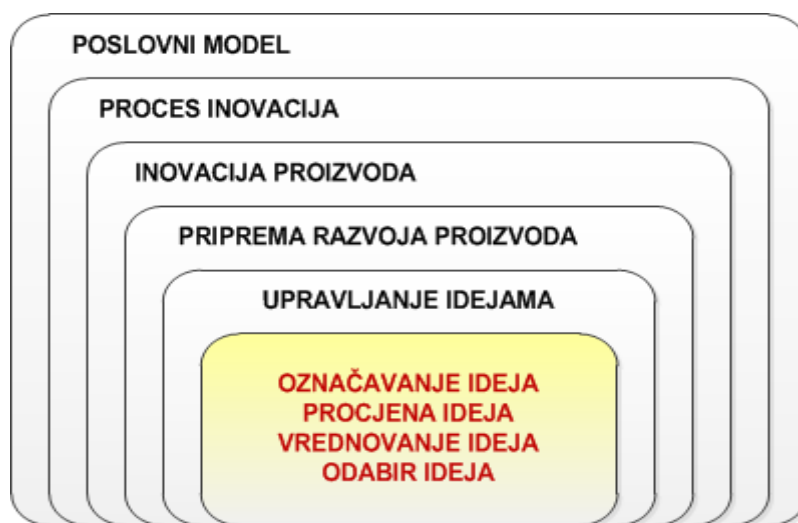 POSLOVNI MODEL
PROCES INOVACIJA
INOVACIJA PROIZVODA
PRIPREMA RAZVOJA PROIZVODA
UPRAVLJANJE IDEJAMA
OZNAČAVANJE IDEJA
PROCJENA IDEJA
VREDNOVANJE IDEJA
ODABIR IDEJA